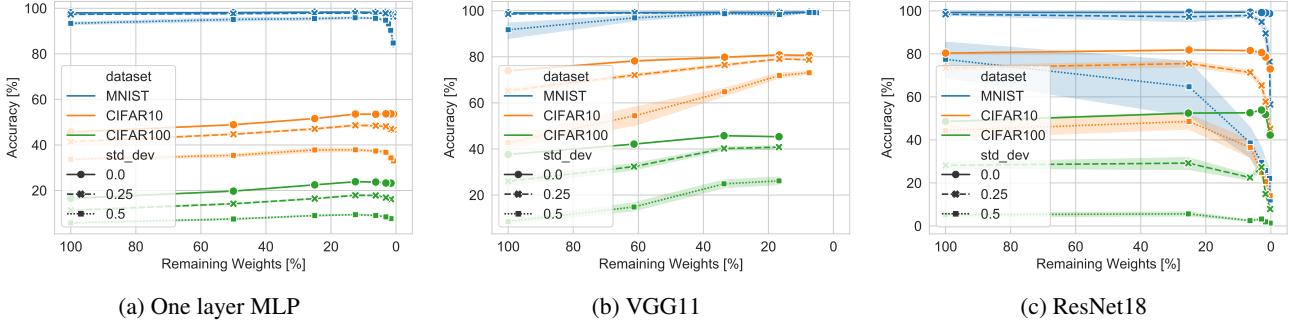 100
80
60
40
20
Accuracy [%]
dataset
MNIST
CIFAR10
CIFAR100
std_dev
0.0
0.25
0.5
100
80
60
40
20
0
Remaining Weights [%]
(a) One layer MLP
100
80
60
40
20
Accuracy [%]
dataset
MNIST
CIFAR10
CIFAR100
std_dev
0.0
0.25
0.5
100
80
60
40
20
0
Remaining Weights [%]
(b) VGG11
100
80
60
40
20
0
Accuracy [%]
dataset
MNIST
CIFAR10
CIFAR100
std_dev
0.0
0.25
0.5
100
80
60
40
20
0
Remaining Weights [%]
(c) ResNet18